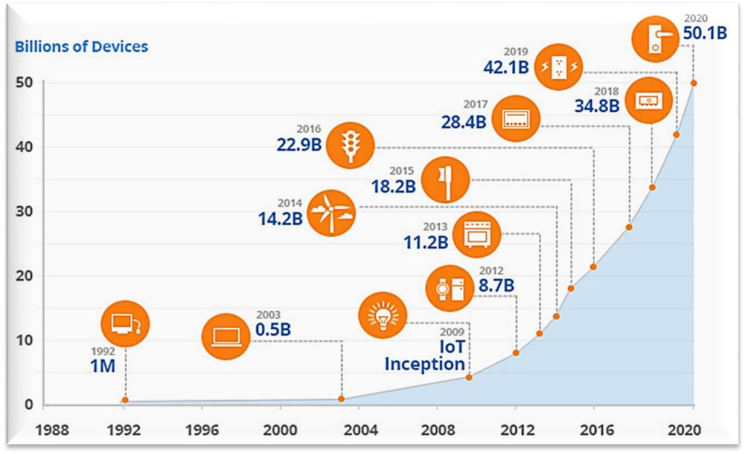 Billions of Devices
50
40
30
20
10
0
1988
1992
1996
2000
2004
2008
2012
2016
2020
1992
1M
2003
0.5B
2009
IoT
Inception
2012
8.7B
2013
11.2B
2014
14.2B
2015
18.2B
2016
22.9B
2017
28.4B
2018
34.8B
2019
42.1B
2020
50.1B